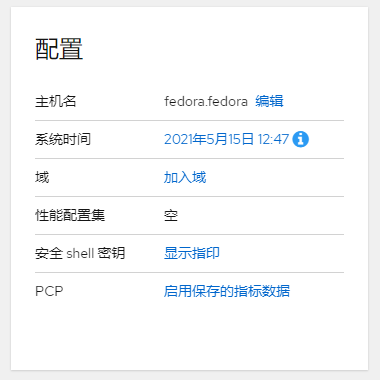 配置
主机名 fedora.fedora 编辑
系统时间 2021年5月15日 12:47
域 加入域
性能配置集 空
安全 shell 密钥 显示指印
PCP 启用保存的指标数据